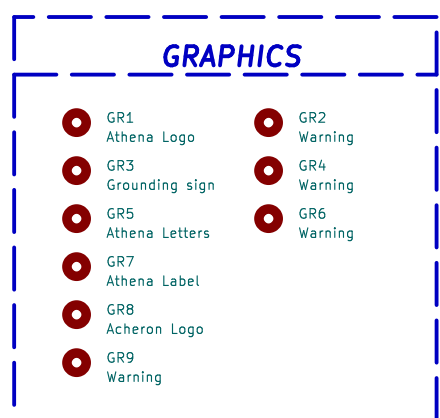 GRAPHICS
GR1
Athena Logo
GR2
Warning
GR3
Grounding sign
GR4
Warning
GR5
Athena Letters
GR6
Warning
GR7
Athena Label
GR8
Acheron Logo
GR9
Warning